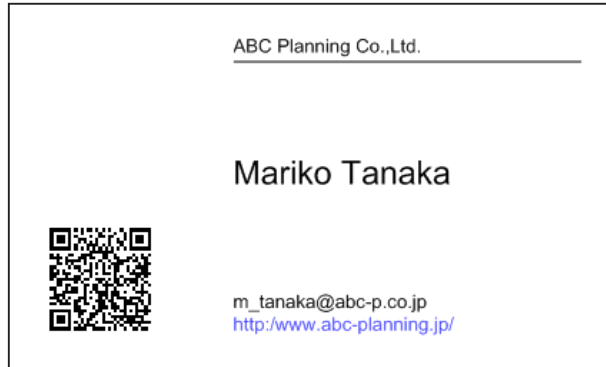 ABC Planning Co.,Ltd.
Mariko Tanaka
m_tanaka@abc-p.co.jp
http:/www.abc-planning.jp/